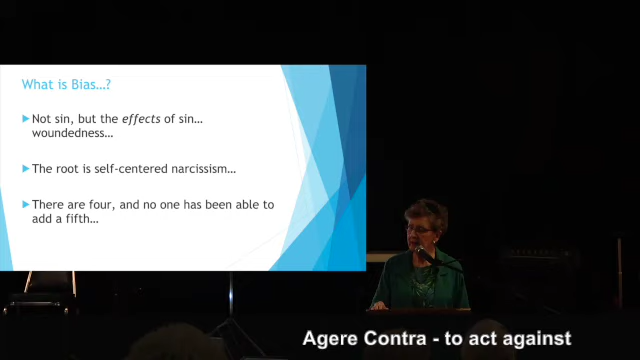 What is Bias...?
Not sin, but the effects of sin...
woundedness...
The root is self-centered narcissism...
There are four, and no one has been able to
add a fifth...
Agere Contra - to act against